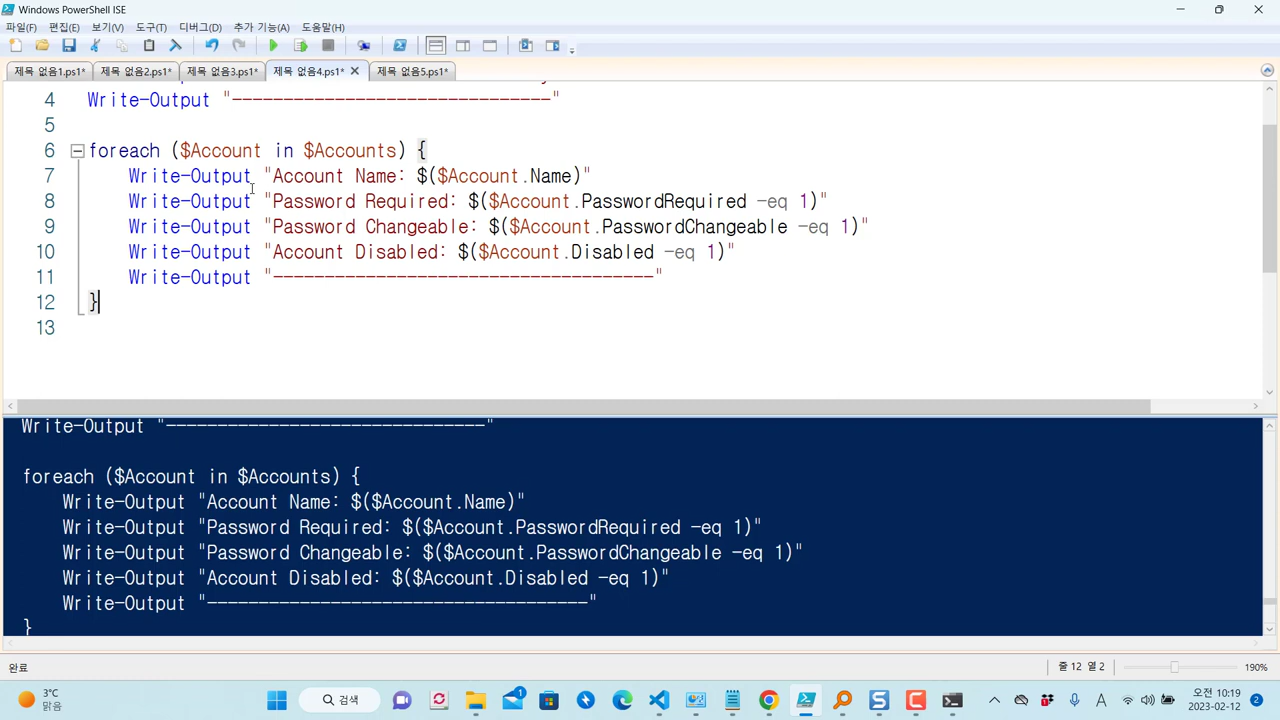 Windows PowerShell ISE
파일(F) 편집(E) 보기(V) 도구(T) 디버그(D) 추가 기능(A) 도움말(H)
제목 없음1.ps1* 제목 없음2.ps1* 제목 없음3.ps1* 제목 없음4.ps1* 제목 없음5.ps1*
4 Write-Output "-------------------------------"
5
6 foreach ($Account in $Accounts) {
7 Write-Output "Account Name: $($Account.Name)"
8 Write-Output "Password Required: $($Account.PasswordRequired -eq 1)"
9 Write-Output "Password Changeable: $($Account.PasswordChangeable -eq 1)"
10 Write-Output "Account Disabled: $($Account.Disabled -eq 1)"
11 Write-Output "-------------------------------------"
12 }
13
Write-Output "-------------------------------"
foreach ($Account in $Accounts) {
Write-Output "Account Name: $($Account.Name)"
Write-Output "Password Required: $($Account.PasswordRequired -eq 1)"
Write-Output "Password Changeable: $($Account.PasswordChangeable -eq 1)"
Write-Output "Account Disabled: $($Account.Disabled -eq 1)"
Write-Output "-------------------------------------"
}
완료 줄 12 열 2 190%
3°C
맑음
검색
1
A
오전 10:19
2023-02-12
2